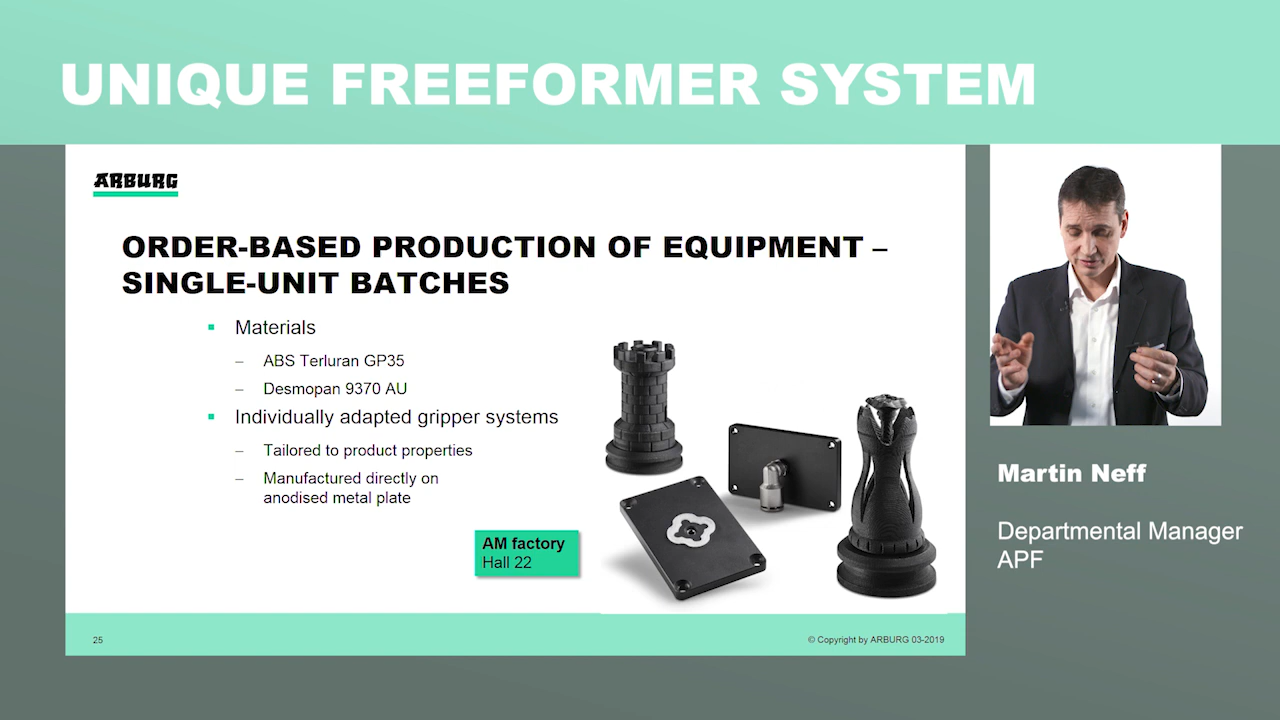 UNIQUE FREEFORMER SYSTEM
ARBURG
ORDER-BASED PRODUCTION OF EQUIPMENT –
SINGLE-UNIT BATCHES
▪ Materials
– ABS Terluran GP35
– Desmopan 9370 AU
▪ Individually adapted gripper systems
– Tailored to product properties
– Manufactured directly on
anodised metal plate
AM factory
Hall 22
25
© Copyright by ARBURG 03-2019
Martin Neff
Departmental Manager
APF